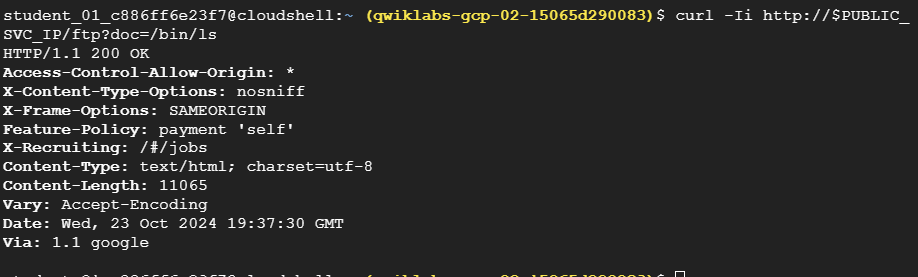 student_01_c886ff6e23f7@cloudshell:~ (qwiklabs-gcp-02-15065d290083)$ curl -Ii http://$PUBLIC_
SVC_IP/ftp?doc=/bin/ls
HTTP/1.1 200 OK
Access-Control-Allow-Origin: *
X-Content-Type-Options: nosniff
X-Frame-Options: SAMEORIGIN
Feature-Policy: payment 'self'
X-Recruiting: /#/jobs
Content-Type: text/html; charset=utf-8
Content-Length: 11065
Vary: Accept-Encoding
Date: Wed, 23 Oct 2024 19:37:30 GMT
Via: 1.1 google